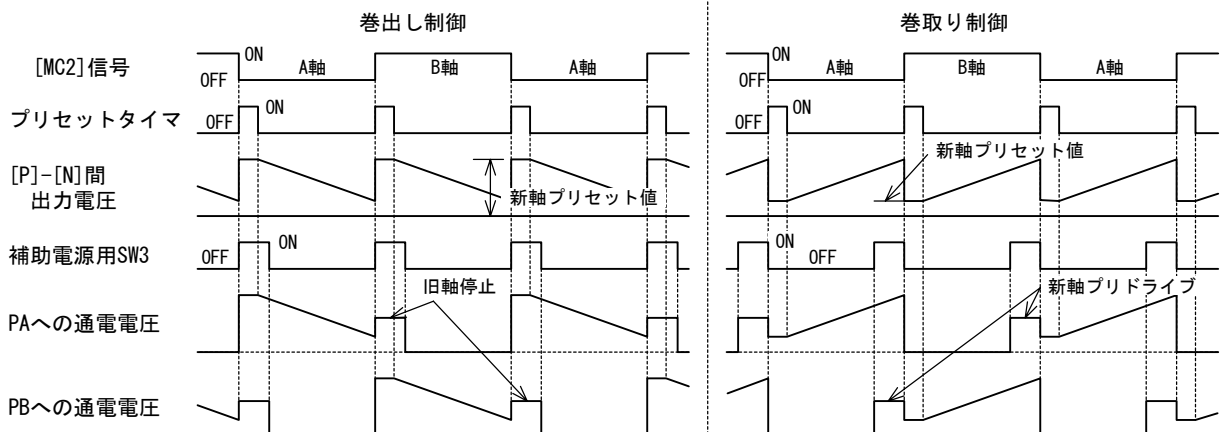 巻出し制御
巻取り制御
[MC2]信号
OFF
ON
A軸
B軸
A軸
OFF
ON
A軸
B軸
A軸
プリセットタイマ
OFF
ON
OFF
ON
[P]-[N]間
出力電圧
新軸プリセット値
新軸プリセット値
補助電源用SW3
OFF
ON
ON
OFF
旧軸停止
新軸プリドライブ
PAへの通電電圧
PBへの通電電圧